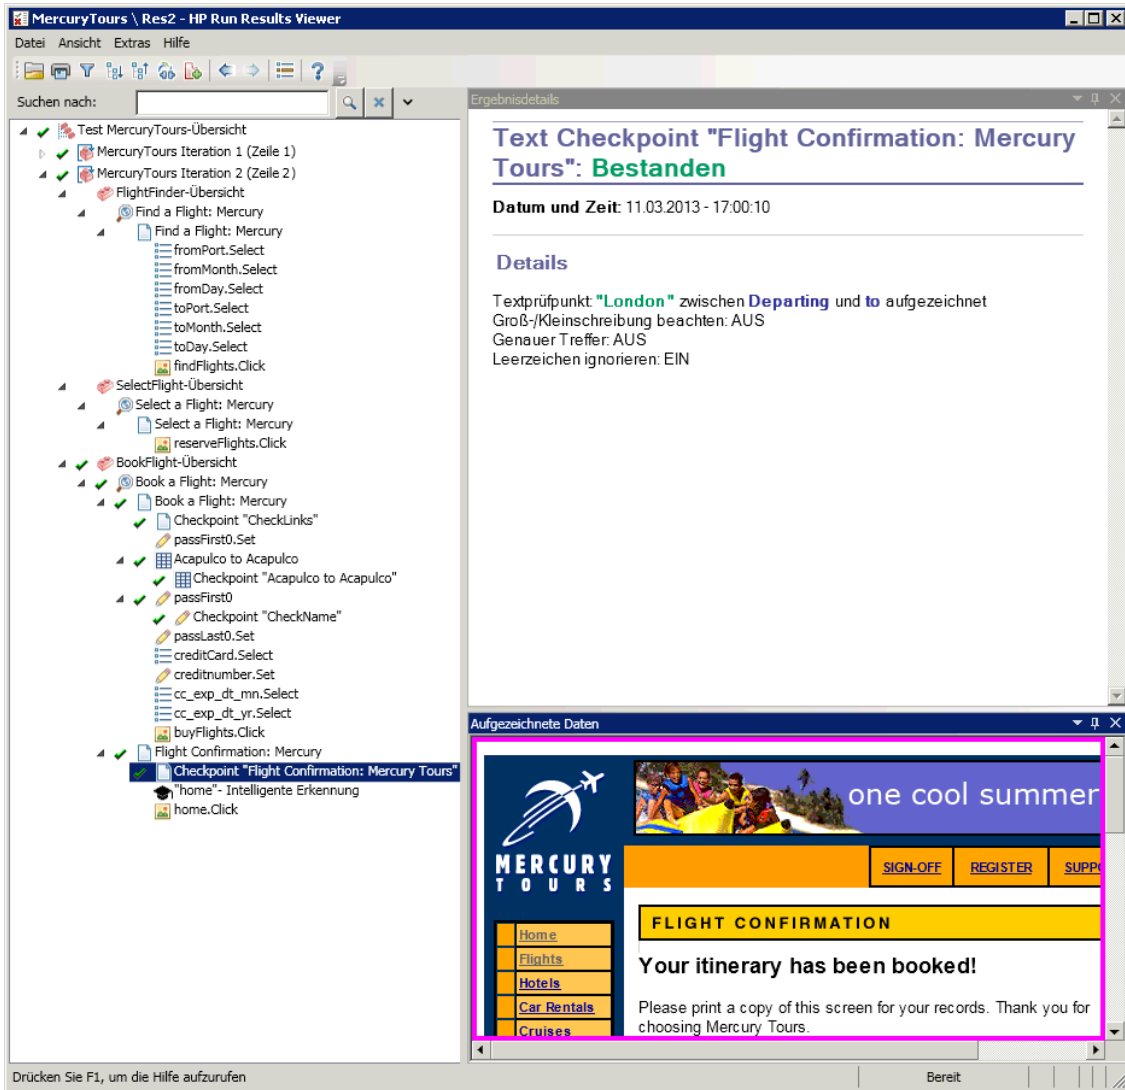 MercuryTours \ Res2 - HP Run Results Viewer
Datei Ansicht Extras Hilfe
Suchen nach:
Test MercuryTours-Übersicht
MercuryTours Iteration 1 (Zeile 1)
MercuryTours Iteration 2 (Zeile 2)
FlightFinder-Übersicht
Find a Flight: Mercury
Find a Flight: Mercury
fromPort.Select
fromMonth.Select
fromDay.Select
toPort.Select
toMonth.Select
toDay.Select
findFlights.Click
SelectFlight-Übersicht
Select a Flight: Mercury
Select a Flight: Mercury
reserveFlights.Click
BookFlight-Übersicht
Book a Flight: Mercury
Book a Flight: Mercury
Checkpoint "CheckLinks"
passFirst0.Set
Acapulco to Acapulco
Checkpoint "Acapulco to Acapulco"
passFirst0
Checkpoint "CheckName"
passLast0.Set
creditCard.Select
creditnumber.Set
cc_exp_dt_mn.Select
cc_exp_dt_yr.Select
buyFlights.Click
Flight Confirmation: Mercury
Checkpoint "Flight Confirmation: Mercury Tours"
"home"- Intelligente Erkennung
home.Click
Ergebnisdetails
Text Checkpoint "Flight Confirmation: Mercury
Tours": Bestanden
Datum und Zeit: 11.03.2013 - 17:00:10
Details
Textprüfpunkt: "London" zwischen Departing und to aufgezeichnet
Groß-/Kleinschreibung beachten: AUS
Genauer Treffer: AUS
Leerzeichen ignorieren: EIN
Aufgezeichnete Daten
one cool summer
MERCURY
TOURS
SIGN-OFF REGISTER SUPPO
FLIGHT CONFIRMATION
Home
Flights
Hotels
Car Rentals
Cruises
Your itinerary has been booked!
Please print a copy of this screen for your records. Thank you for
choosing Mercury Tours.
Drücken Sie F1, um die Hilfe aufzurufen
Bereit